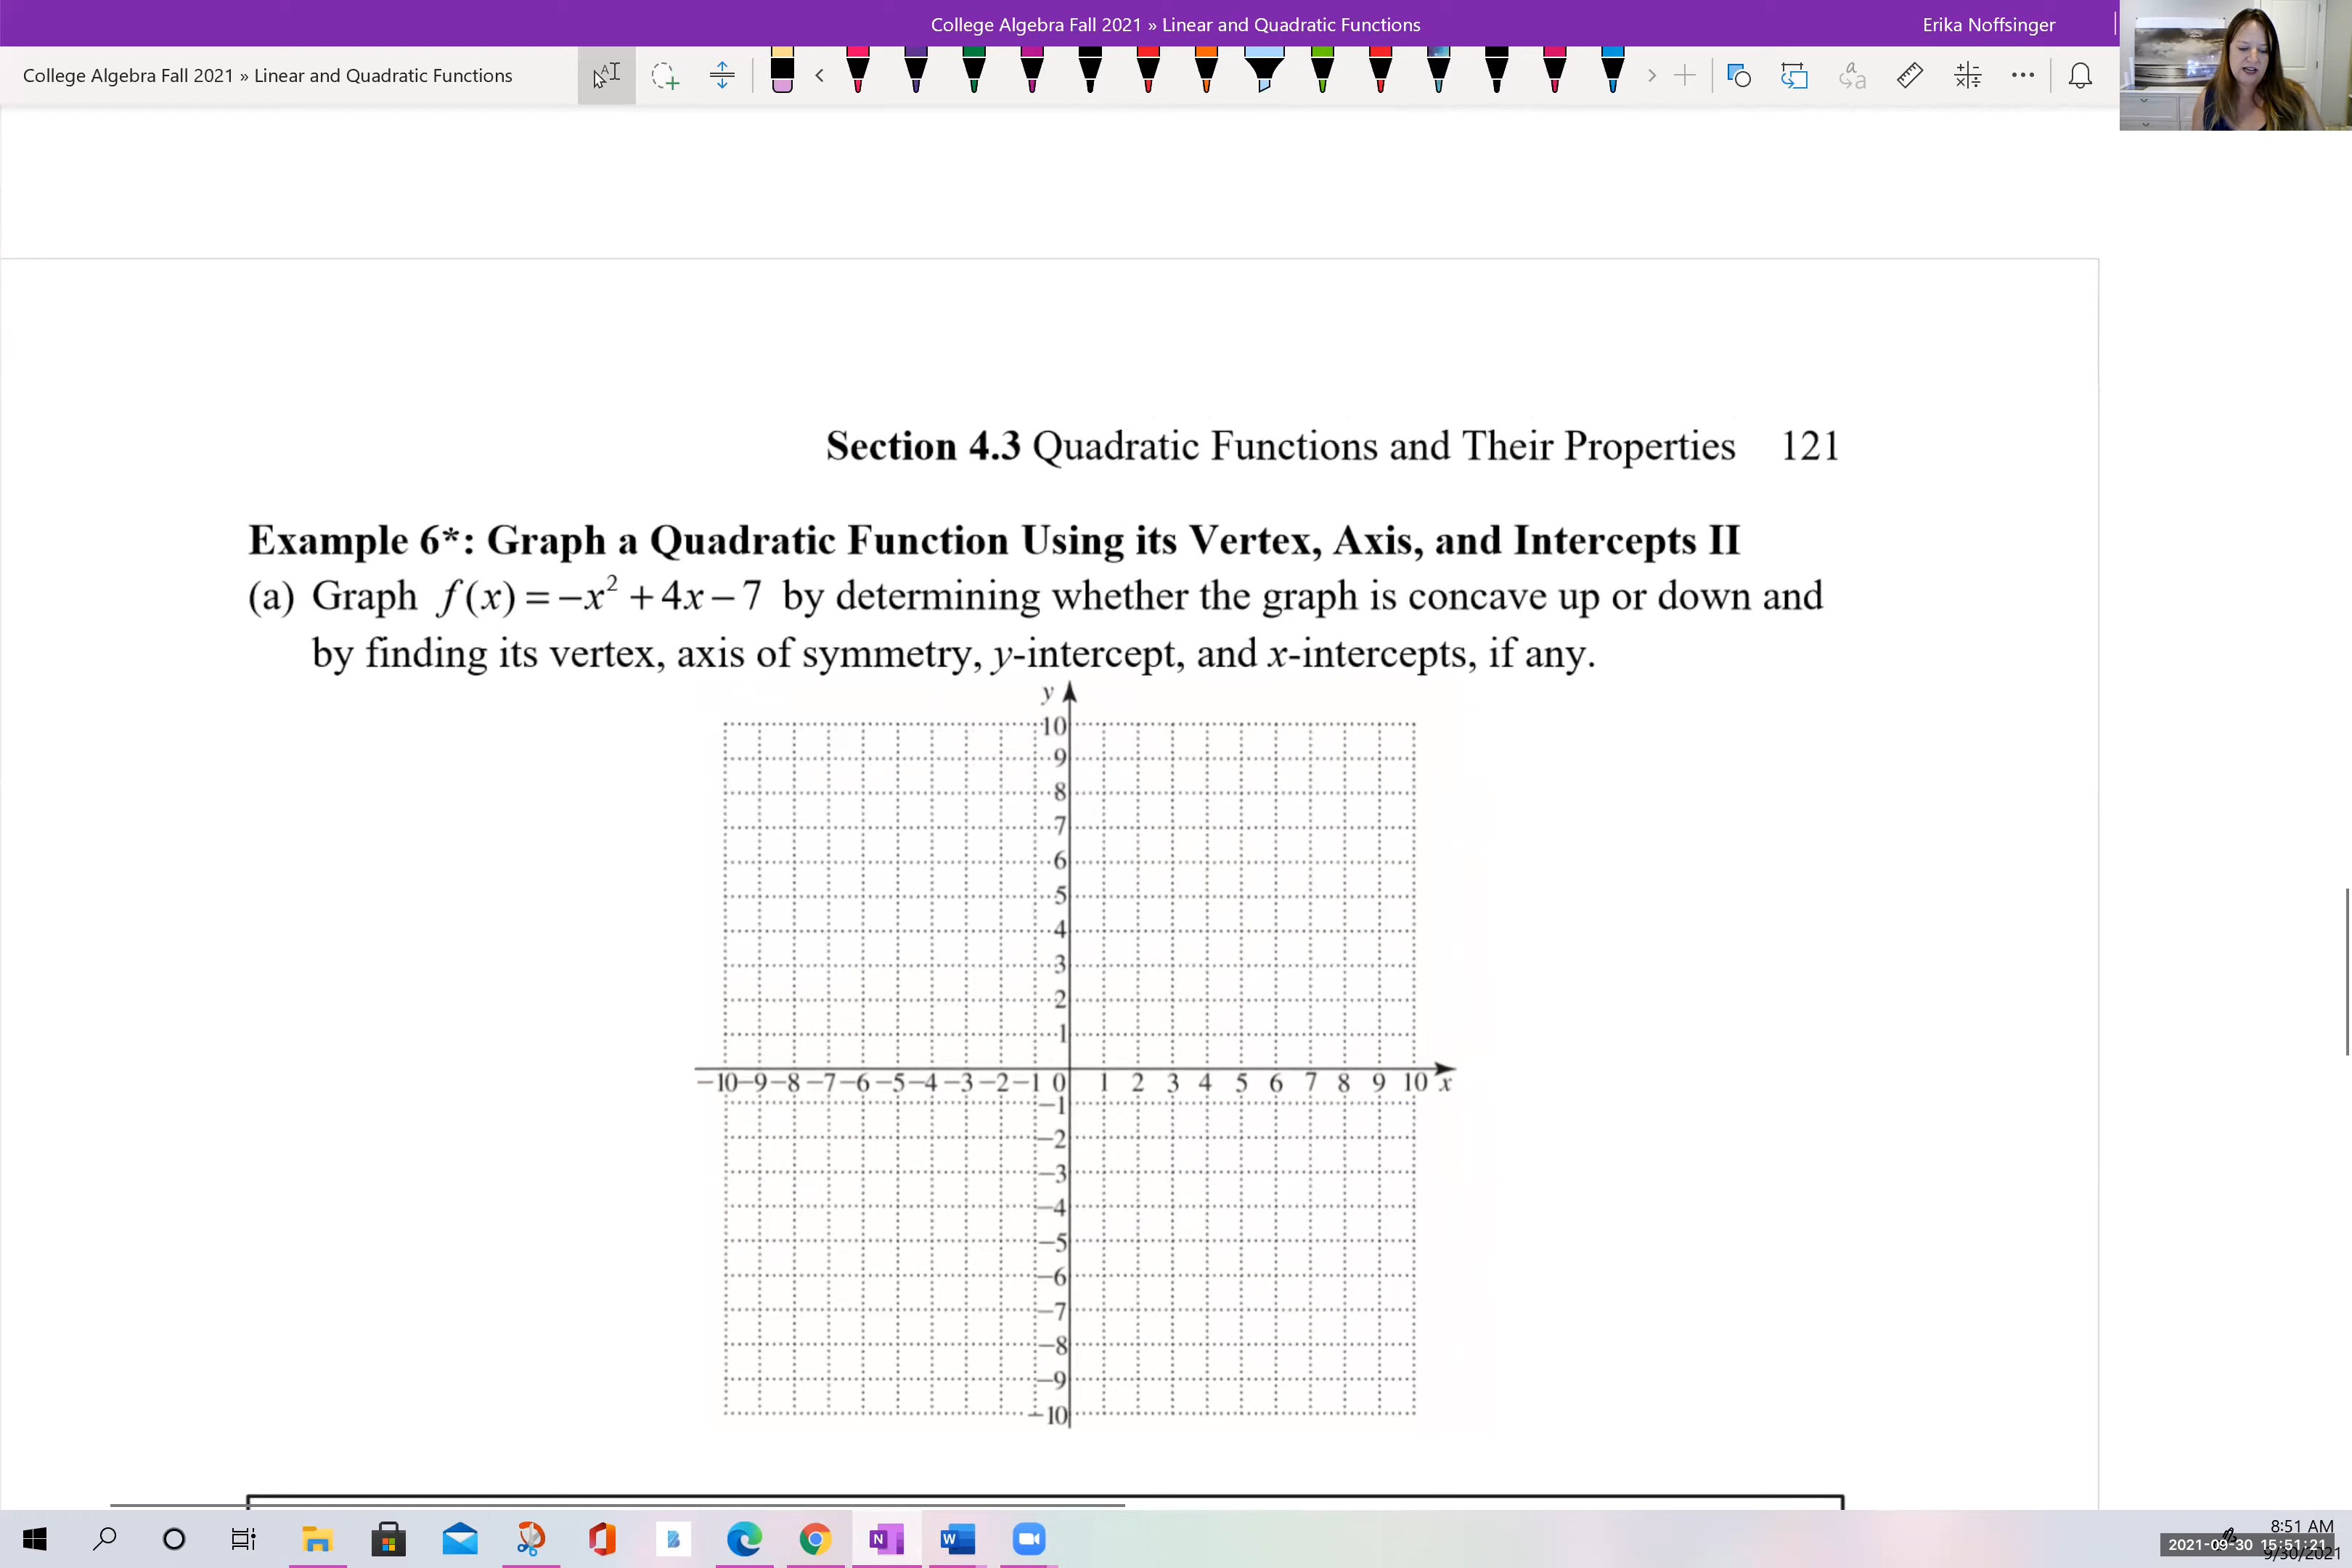 College Algebra Fall 2021 » Linear and Quadratic Functions
Erika Noffsinger
College Algebra Fall 2021 » Linear and Quadratic Functions
Section 4.3 Quadratic Functions and Their Properties 121
Example 6*: Graph a Quadratic Function Using its Vertex, Axis, and Intercepts II
(a) Graph f(x) = −x² + 4x − 7 by determining whether the graph is concave up or down and
by finding its vertex, axis of symmetry, y-intercept, and x-intercepts, if any.
y
10
9
8
7
6
5
4
3
2
1
−10 −9 −8 −7 −6 −5 −4 −3 −2 −1 0 1 2 3 4 5 6 7 8 9 10 x
−1
−2
−3
−4
−5
−6
−7
−8
−9
−10
8:51 AM
2021-09-30 15:51:21
9/30/2021